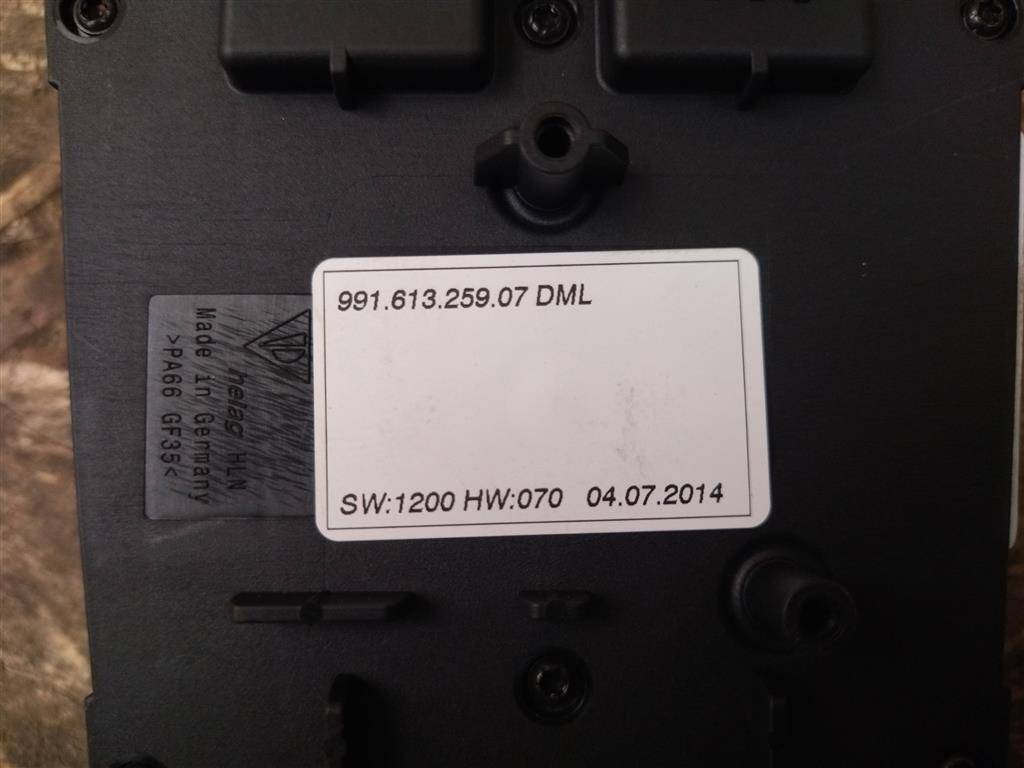 991.613.259.07 DML
SW:1200 HW:070 04.07.2014
helag HLN
Made in Germany
>PA66 GF35<